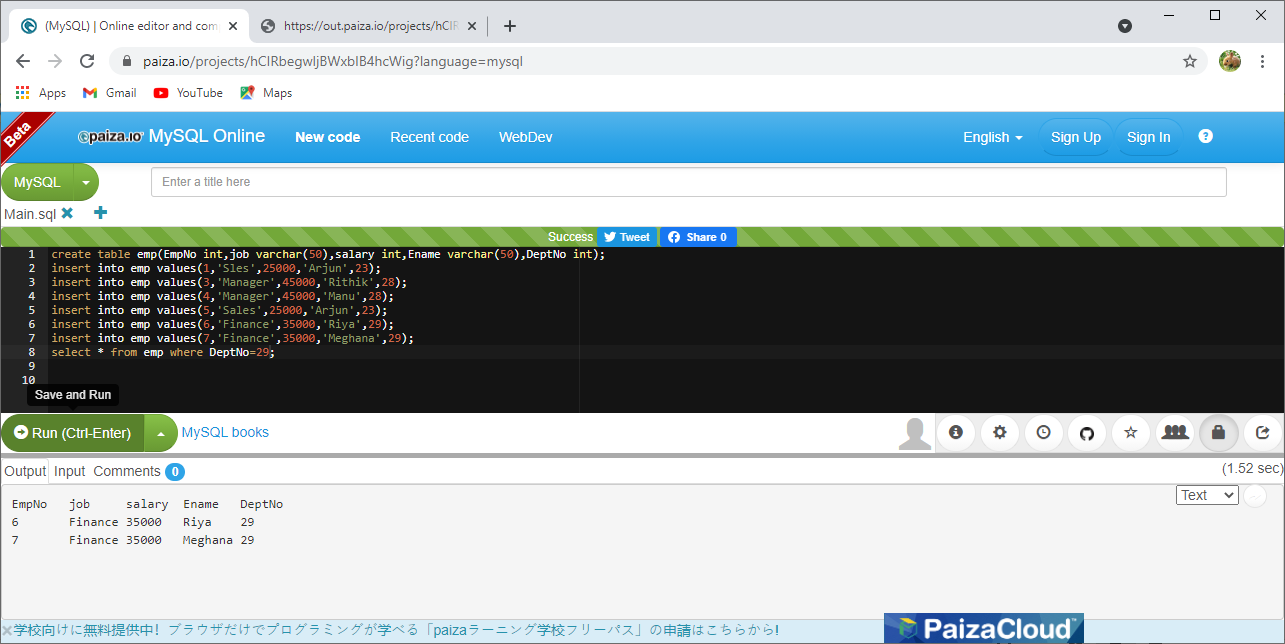 (MySQL) | Online editor and com
https://out.paiza.io/projects/hClR
paiza.io/projects/hClRbegwljBWxbIB4hcWig?language=mysql
Apps Gmail YouTube Maps
Beta paiza.io MySQL Online New code Recent code WebDev English Sign Up Sign In ?
MySQL Enter a title here
Main.sql
Success Tweet Share 0
1 create table emp(EmpNo int,job varchar(50),salary int,Ename varchar(50),DeptNo int);
2 insert into emp values(1,'Sles',25000,'Arjun',23);
3 insert into emp values(3,'Manager',45000,'Rithik',28);
4 insert into emp values(4,'Manager',45000,'Manu',28);
5 insert into emp values(5,'Sales',25000,'Arjun',23);
6 insert into emp values(6,'Finance',35000,'Riya',29);
7 insert into emp values(7,'Finance',35000,'Meghana',29);
8 select * from emp where DeptNo=29;
9
10
Save and Run
Run (Ctrl-Enter) MySQL books
Output Input Comments 0 (1.52 sec)
Text
EmpNo job salary Ename DeptNo
6 Finance 35000 Riya 29
7 Finance 35000 Meghana 29
学校向けに無料提供中！ブラウザだけでプログラミングが学べる「paizaラーニング学校フリーパス」の申請はこちらから!
PaizaCloud